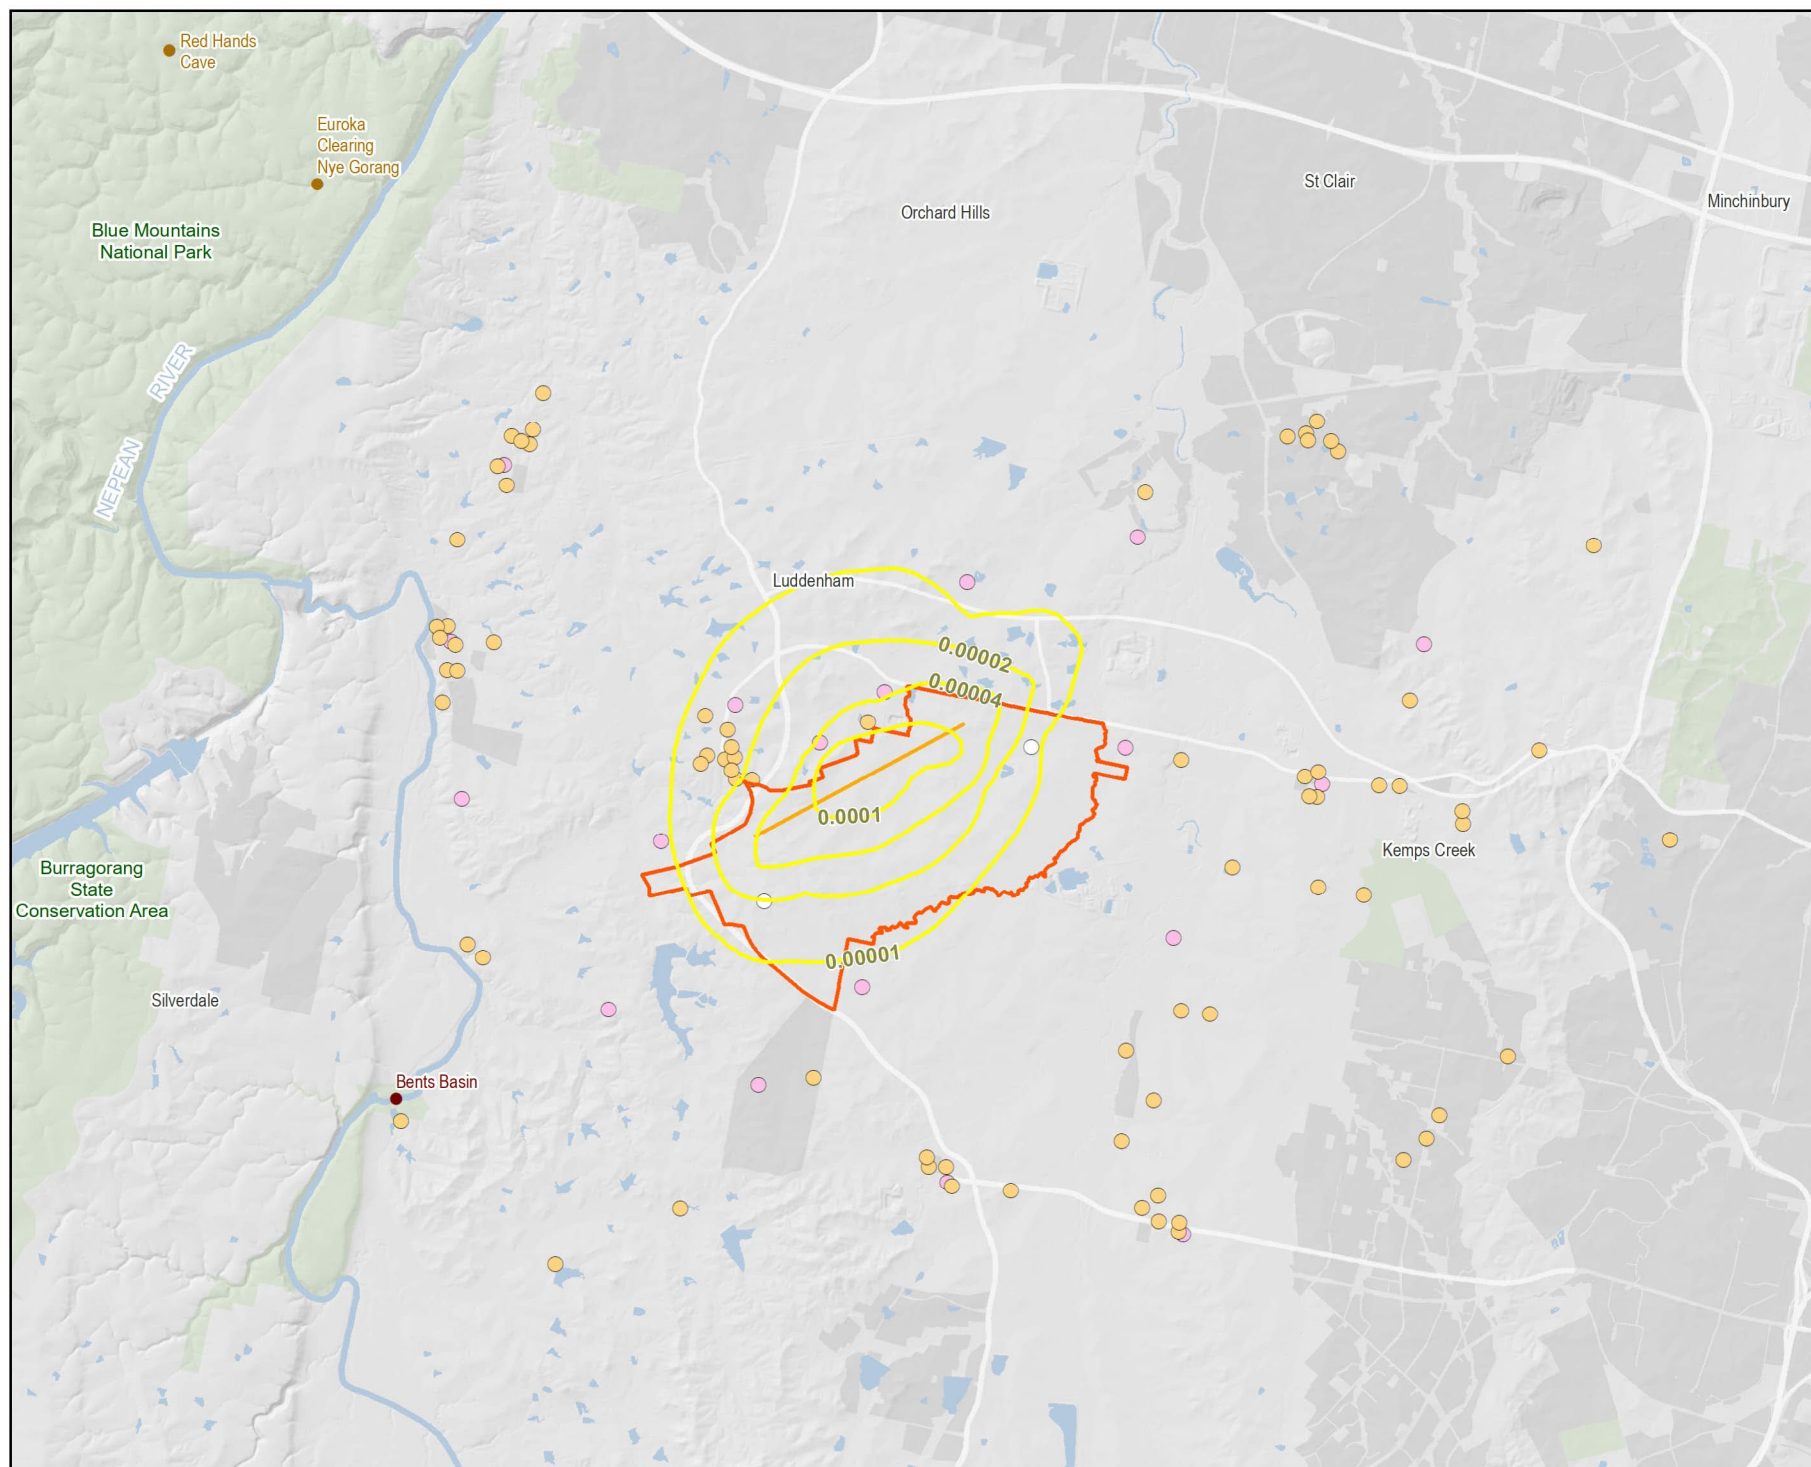 Red Hands
Cave
Euroka
Clearing
Nye Gorang
St Clair
Minchinbury
Orchard Hills
Blue Mountains
National Park
NEPEAN RIVER
Luddenham
0.00002
0.00004
0.0001
Kemps Creek
Burragorang
State
Conservation Area
0.00001
Silverdale
Bents Basin